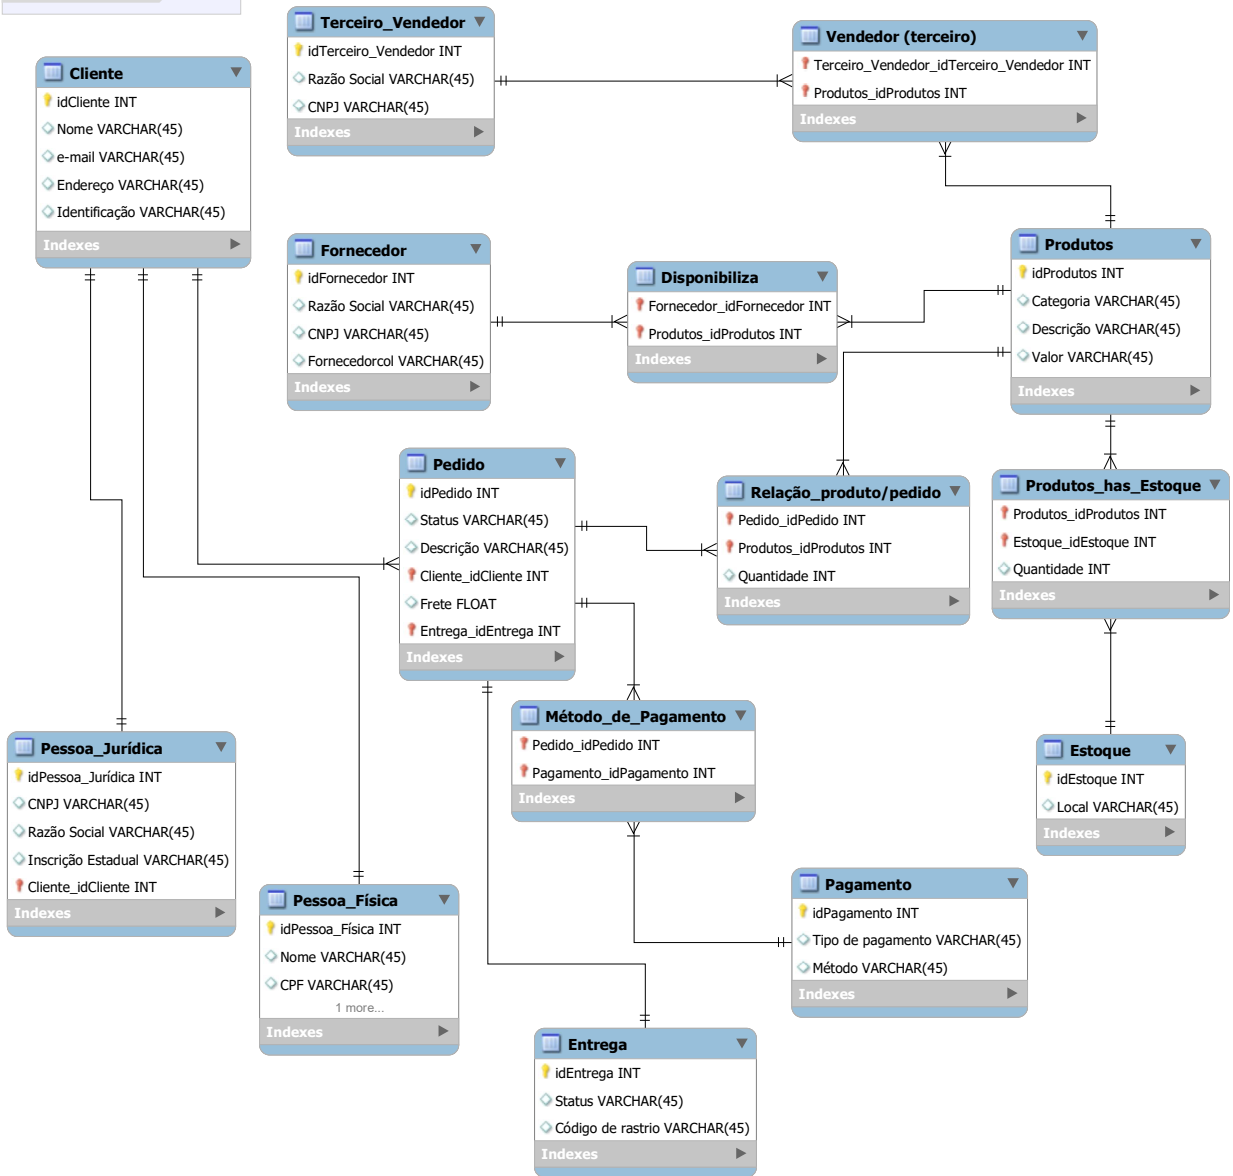 Terceiro_Vendedor
idTerceiro_Vendedor INT
Razão Social VARCHAR(45)
CNPJ VARCHAR(45)
Indexes
Vendedor (terceiro)
Terceiro_Vendedor_idTerceiro_Vendedor INT
Produtos_idProdutos INT
Indexes
Cliente
idCliente INT
Nome VARCHAR(45)
e-mail VARCHAR(45)
Endereço VARCHAR(45)
Identificação VARCHAR(45)
Indexes
Fornecedor
idFornecedor INT
Razão Social VARCHAR(45)
CNPJ VARCHAR(45)
Fornecedorcol VARCHAR(45)
Indexes
Disponibiliza
Fornecedor_idFornecedor INT
Produtos_idProdutos INT
Indexes
Produtos
idProdutos INT
Categoria VARCHAR(45)
Descrição VARCHAR(45)
Valor VARCHAR(45)
Indexes
Pedido
idPedido INT
Status VARCHAR(45)
Descrição VARCHAR(45)
Cliente_idCliente INT
Frete FLOAT
Entrega_idEntrega INT
Indexes
Relação_produto/pedido
Pedido_idPedido INT
Produtos_idProdutos INT
Quantidade INT
Indexes
Produtos_has_Estoque
Produtos_idProdutos INT
Estoque_idEstoque INT
Quantidade INT
Indexes
Pessoa_Jurídica
idPessoa_Jurídica INT
CNPJ VARCHAR(45)
Razão Social VARCHAR(45)
Inscrição Estadual VARCHAR(45)
Cliente_idCliente INT
Indexes
Método_de_Pagamento
Pedido_idPedido INT
Pagamento_idPagamento INT
Indexes
Estoque
idEstoque INT
Local VARCHAR(45)
Indexes
Pessoa_Física
idPessoa_Física INT
Nome VARCHAR(45)
CPF VARCHAR(45)
1 more...
Indexes
Pagamento
idPagamento INT
Tipo de pagamento VARCHAR(45)
Método VARCHAR(45)
Indexes
Entrega
idEntrega INT
Status VARCHAR(45)
Código de rastrio VARCHAR(45)
Indexes